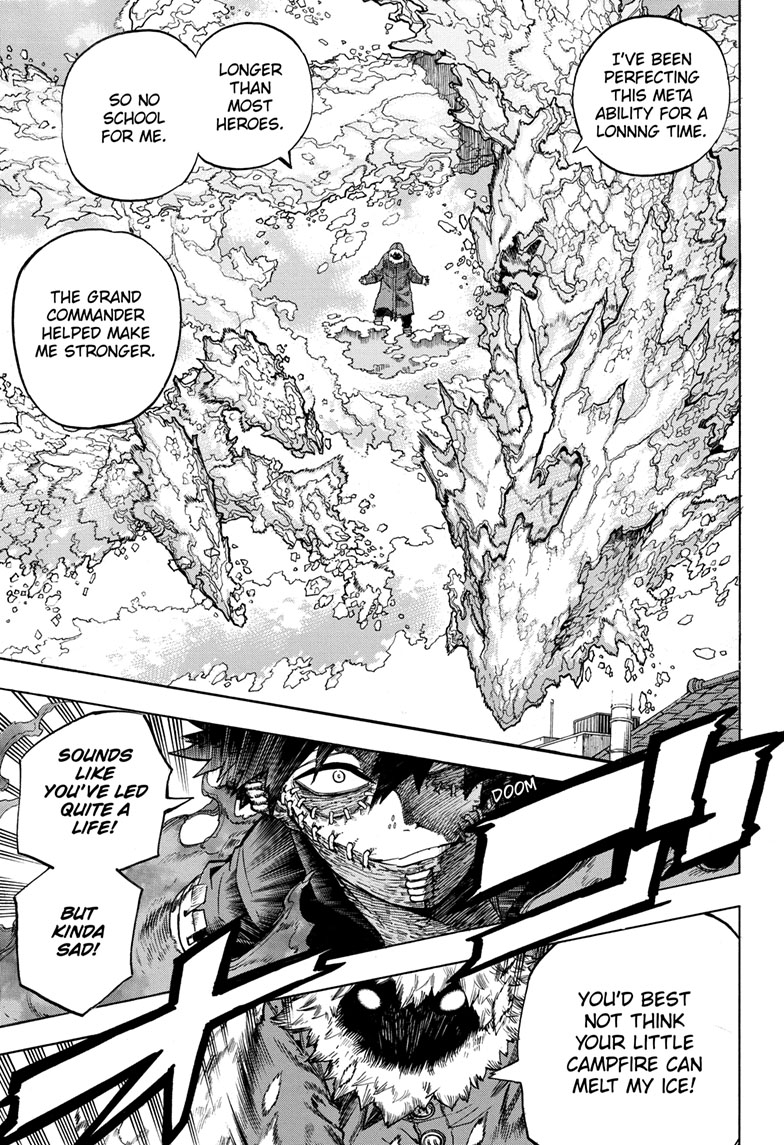 I'VE BEEN
PERFECTING
THIS META
ABILITY FOR A
LONNNG TIME.
LONGER
THAN
MOST
HEROES.
SO NO
SCHOOL
FOR ME.
THE GRAND
COMMANDER
HELPED MAKE
ME STRONGER.
DOOM
SOUNDS
LIKE
YOU'VE LED
QUITE A
LIFE!
BUT
KINDA
SAD!
YOU'D BEST
NOT THINK
YOUR LITTLE
CAMPFIRE CAN
MELT MY ICE!